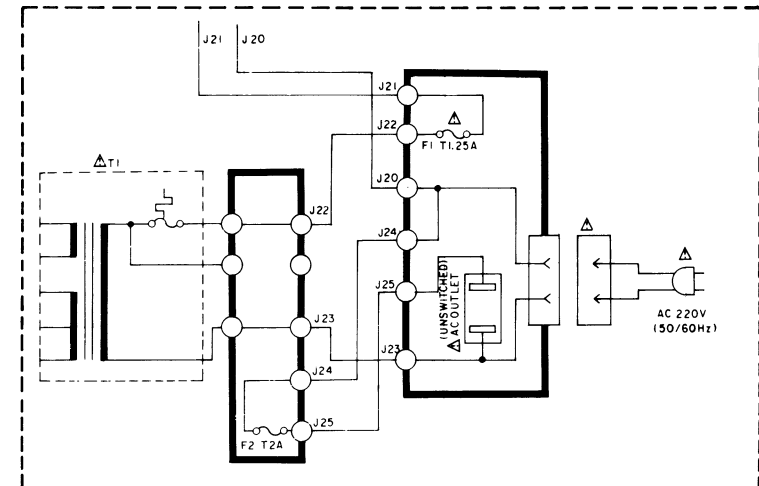 J21 J20
J21
J22
F1 T1.25A
T1
J20
J22
J24
J25
(UNSWITCHED)
AC OUTLET
AC 220V
(50/60Hz)
J23
J23
J24
J25
F2 T2A